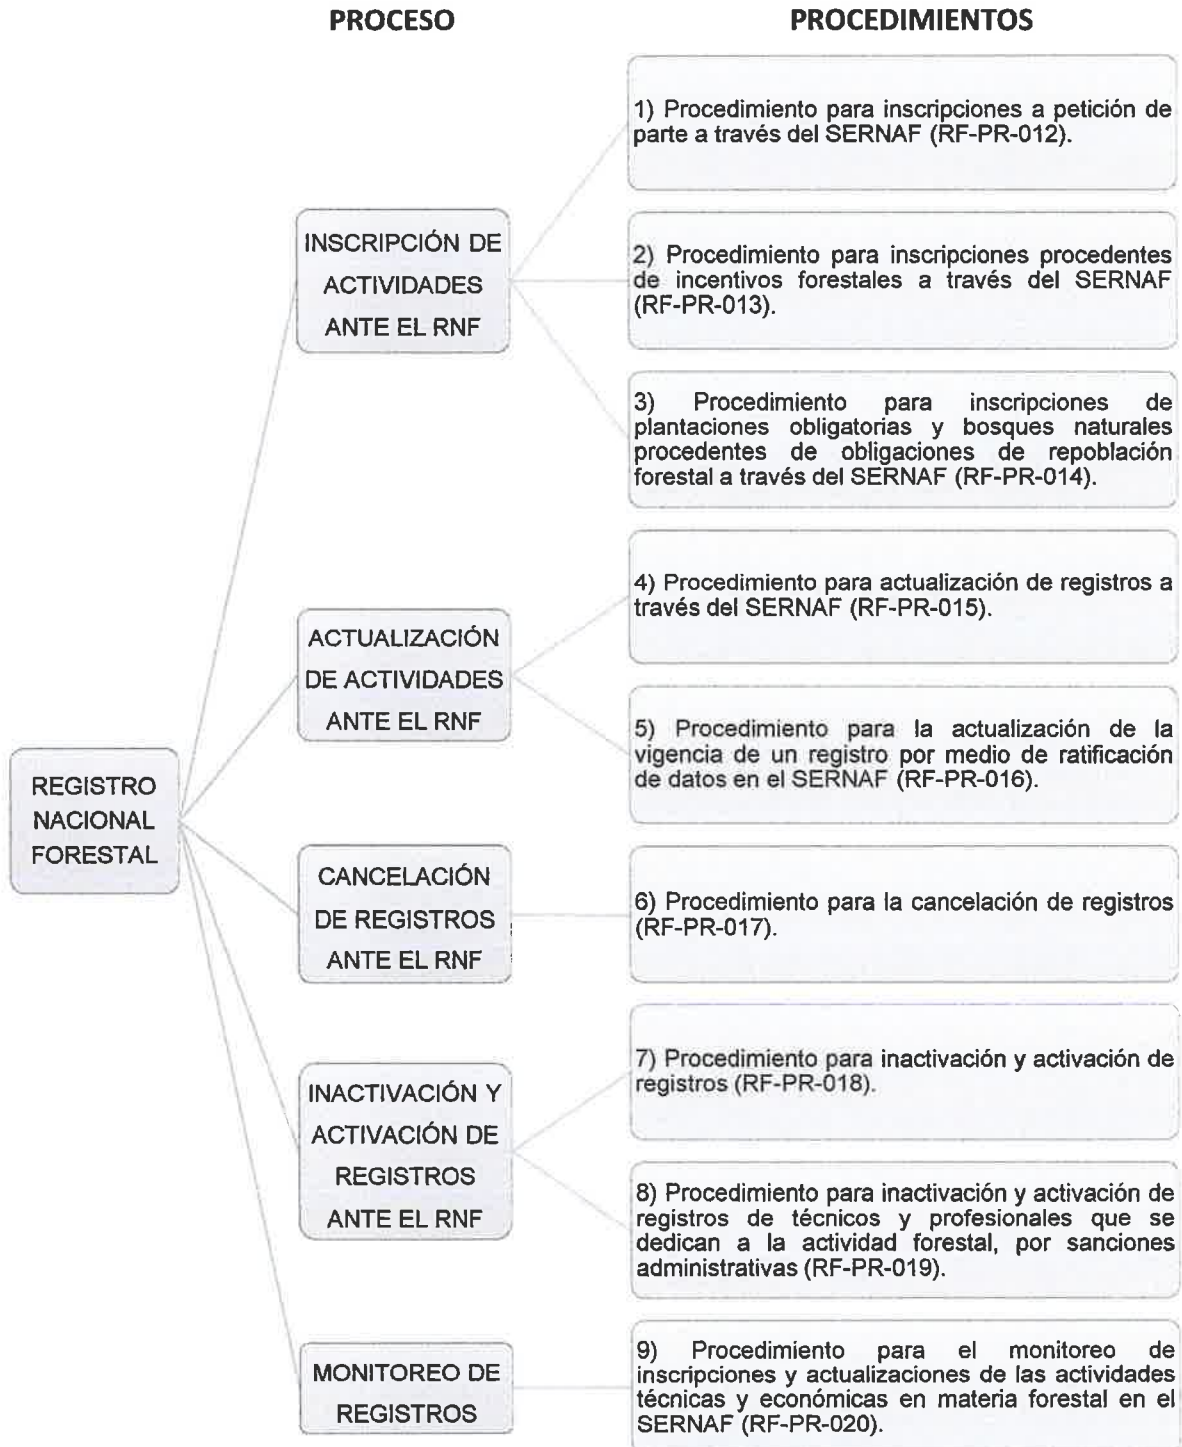 PROCESO
PROCEDIMIENTOS
REGISTRO
NACIONAL
FORESTAL
INSCRIPCIÓN DE
ACTIVIDADES
ANTE EL RNF
1) Procedimiento para inscripciones a petición de
parte a través del SERNAF (RF-PR-012).
2) Procedimiento para inscripciones procedentes
de incentivos forestales a través del SERNAF
(RF-PR-013).
3) Procedimiento para inscripciones de
plantaciones obligatorias y bosques naturales
procedentes de obligaciones de repoblación
forestal a través del SERNAF (RF-PR-014).
ACTUALIZACIÓN
DE ACTIVIDADES
ANTE EL RNF
4) Procedimiento para actualización de registros a
través del SERNAF (RF-PR-015).
5) Procedimiento para la actualización de la
vigencia de un registro por medio de ratificación
de datos en el SERNAF (RF-PR-016).
CANCELACIÓN
DE REGISTROS
ANTE EL RNF
6) Procedimiento para la cancelación de registros
(RF-PR-017).
INACTIVACIÓN Y
ACTIVACIÓN DE
REGISTROS
ANTE EL RNF
7) Procedimiento para inactivación y activación de
registros (RF-PR-018).
8) Procedimiento para inactivación y activación de
registros de técnicos y profesionales que se
dedican a la actividad forestal, por sanciones
administrativas (RF-PR-019).
MONITOREO DE
REGISTROS
9) Procedimiento para el monitoreo de
inscripciones y actualizaciones de las actividades
técnicas y económicas en materia forestal en el
SERNAF (RF-PR-020).